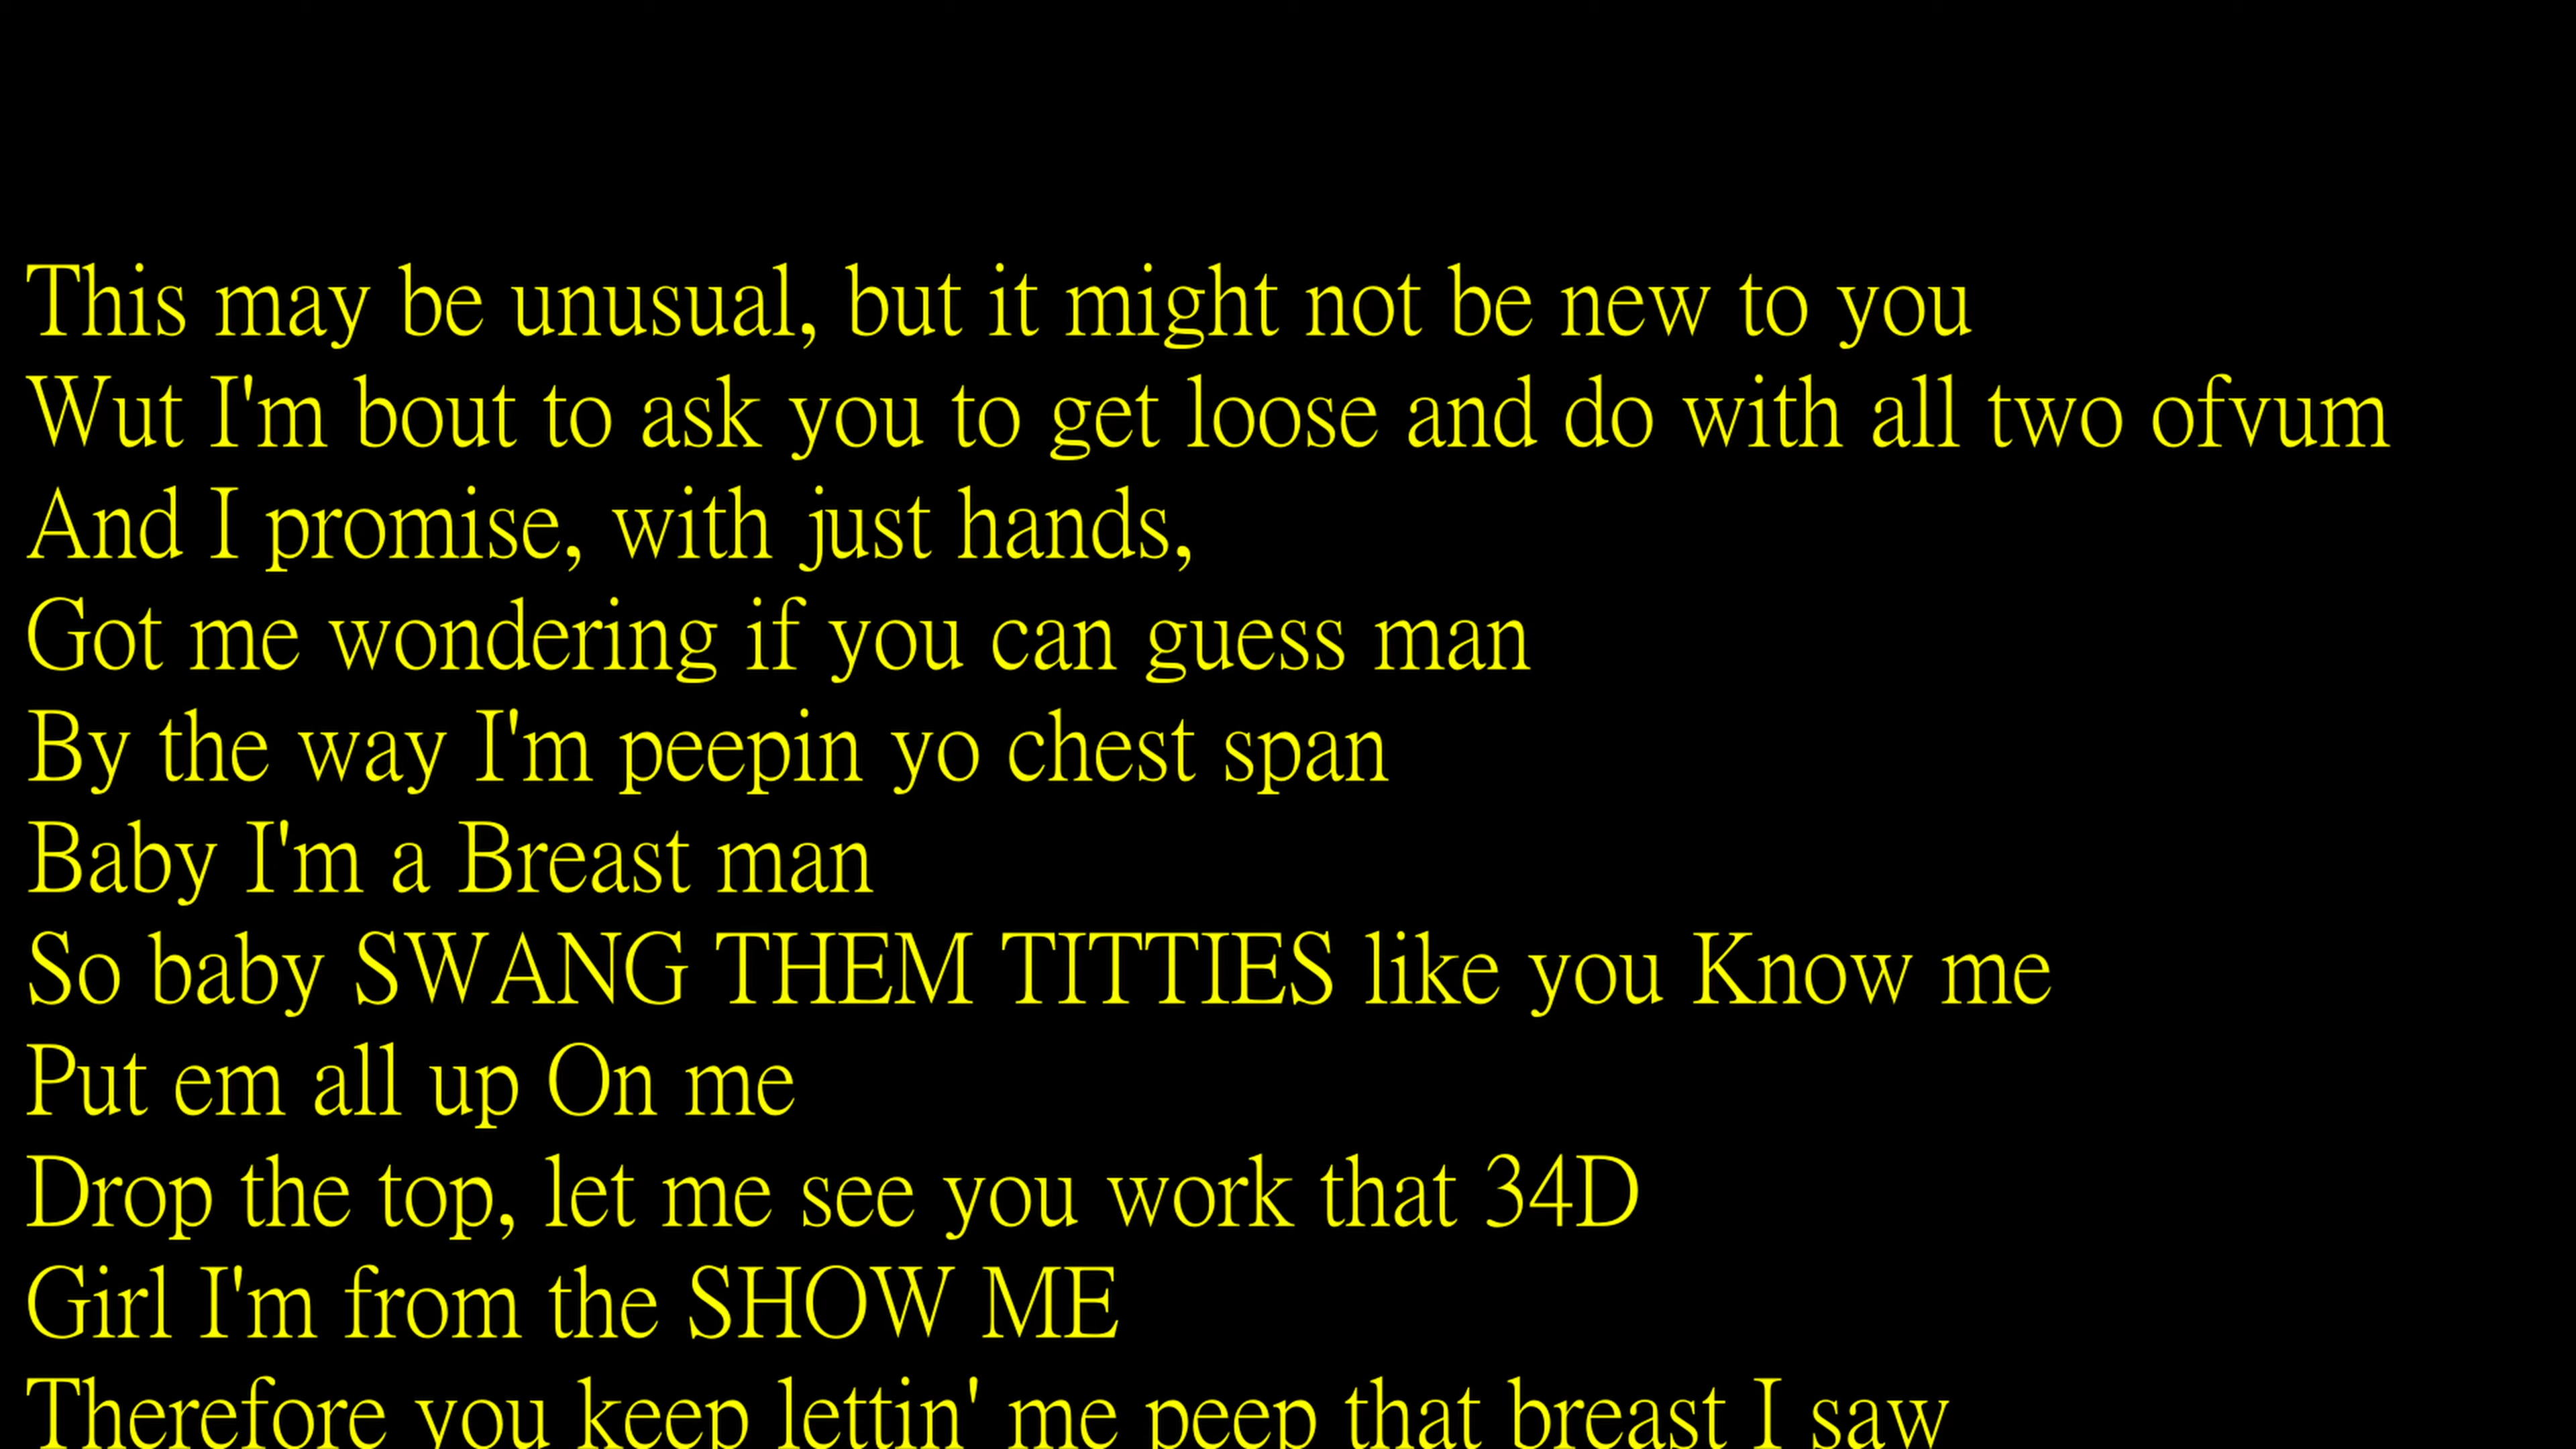 This may be unusual, but it might not be new to you
Wut I'm bout to ask you to get loose and do with all two ofvum
And I promise, with just hands,
Got me wondering if you can guess man
By the way I'm peepin yo chest span
Baby I'm a Breast man
So baby SWANG THEM TITTIES like you Know me
Put em all up On me
Drop the top, let me see you work that 34D
Girl I'm from the SHOW ME
Therefore you keep lettin' me peep that breast I saw